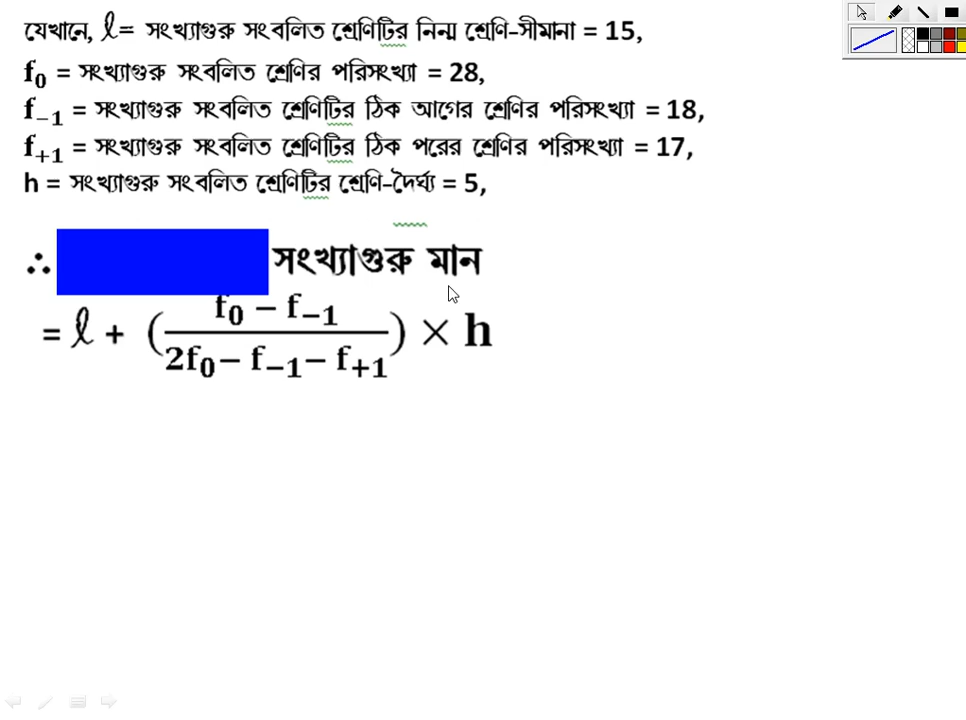 যেখানে, ℓ = সংখ্যাগুরু সংবলিত শ্রেণিটির নিন্ম শ্রেণি-সীমানা = 15,
f₀ = সংখ্যাগুরু সংবলিত শ্রেণির পরিসংখ্যা = 28,
f₋₁ = সংখ্যাগুরু সংবলিত শ্রেণিটির ঠিক আগের শ্রেণির পরিসংখ্যা = 18,
f₊₁ = সংখ্যাগুরু সংবলিত শ্রেণিটির ঠিক পরের শ্রেণির পরিসংখ্যা = 17,
h = সংখ্যাগুরু সংবলিত শ্রেণিটির শ্রেণি-দৈর্ঘ্য = 5,
∴ সংখ্যাগুরু মান
= ℓ + (f₀ − f₋₁ / 2f₀ − f₋₁ − f₊₁) × h